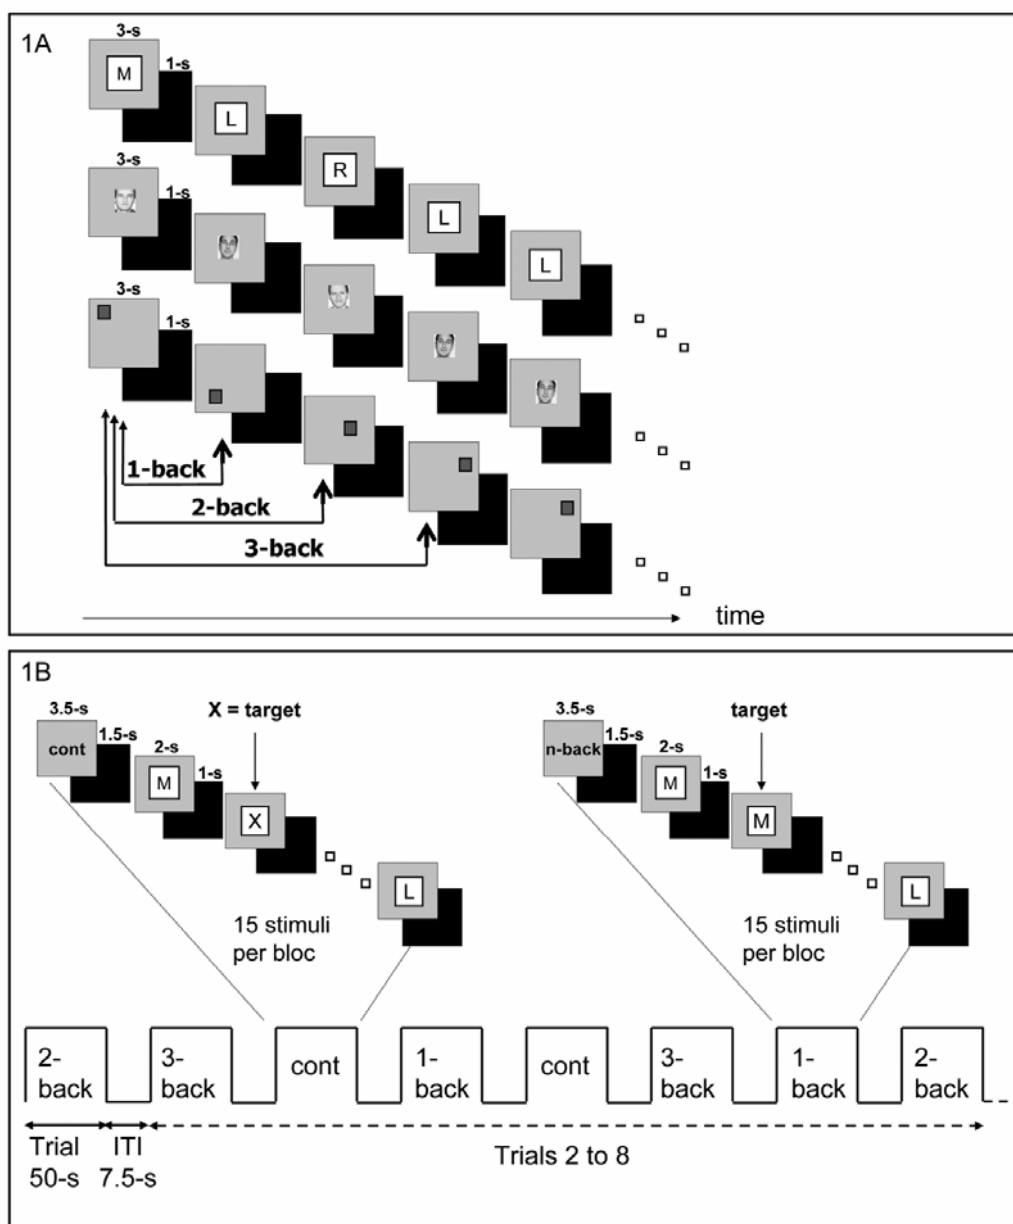 1A
3-s
M
1-s
L
R
L
L
3-s
1-s
3-s
1-s
1-back
2-back
3-back
time
1B
3.5-s
cont
1.5-s
2-s
M
1-s
X = target
X
L
15 stimuli
per bloc
3.5-s
n-back
1.5-s
2-s
M
1-s
target
M
L
15 stimuli
per bloc
2-
back
3-
back
cont
1-
back
cont
3-
back
1-
back
2-
back
Trial
50-s
ITI
7.5-s
Trials 2 to 8